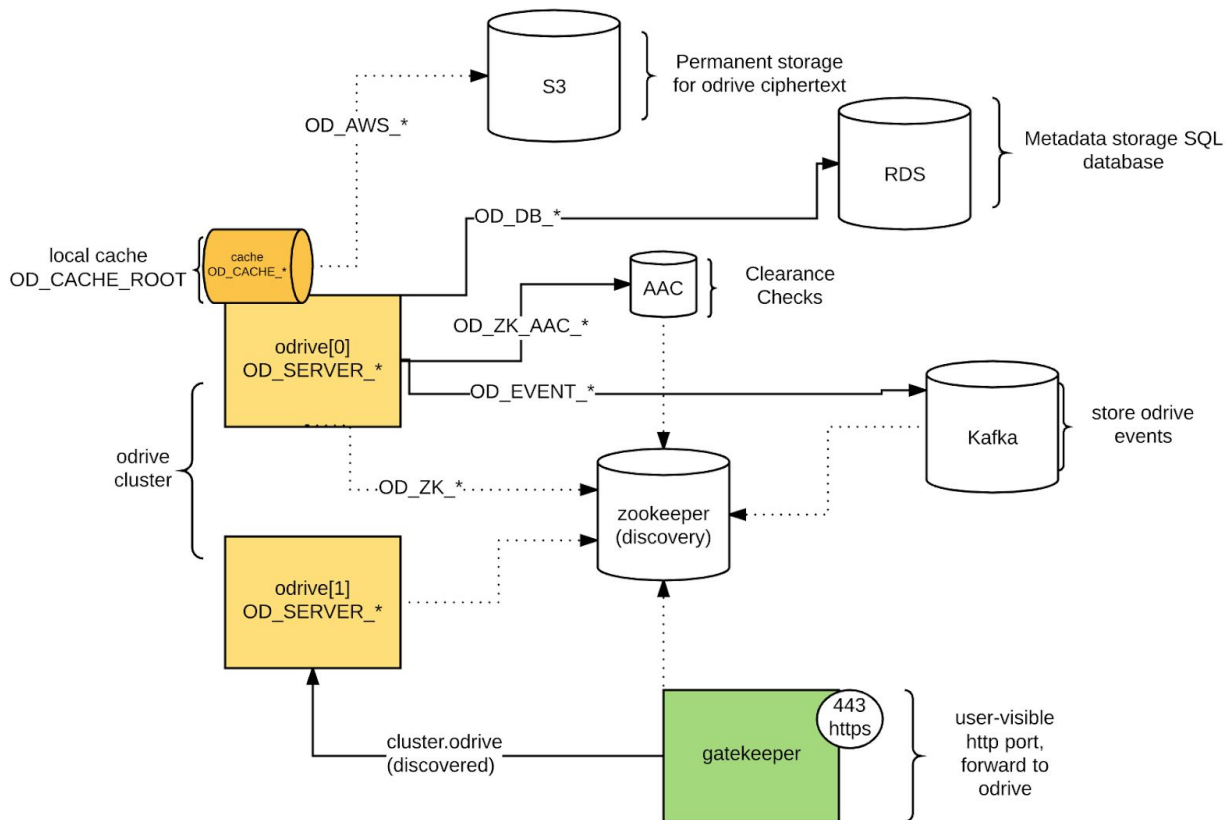 S3
Permanent storage
for odrive ciphertext
OD_AWS_*
RDS
Metadata storage SQL
database
OD_DB_*
local cache
OD_CACHE_ROOT
cache
OD_CACHE_*
AAC
Clearance
Checks
OD_ZK_AAC_*
odrive[0]
OD_SERVER_*
OD_EVENT_*
Kafka
store odrive
events
odrive
cluster
OD_ZK_*
zookeeper
(discovery)
odrive[1]
OD_SERVER_*
cluster.odrive
(discovered)
gatekeeper
443
https
user-visible
http port,
forward to
odrive